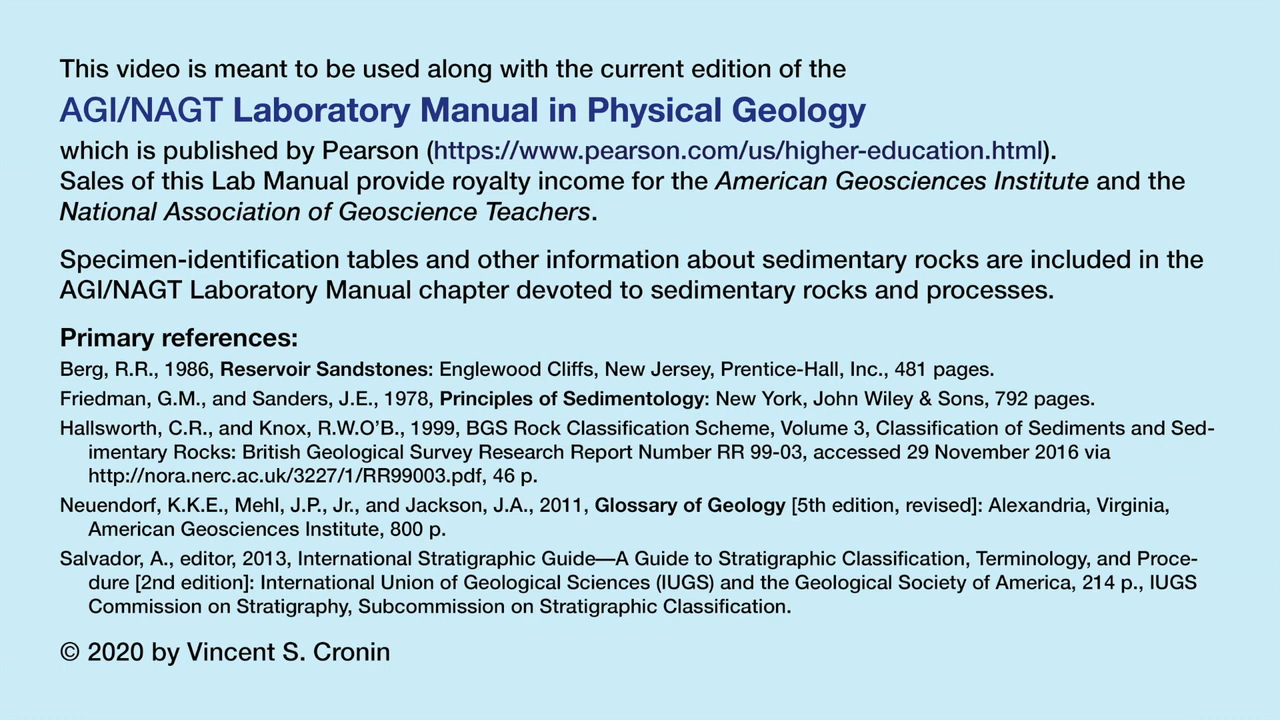 This video is meant to be used along with the current edition of the
AGI/NAGT Laboratory Manual in Physical Geology
which is published by Pearson (https://www.pearson.com/us/higher-education.html).
Sales of this Lab Manual provide royalty income for the American Geosciences Institute and the
National Association of Geoscience Teachers.
Specimen-identification tables and other information about sedimentary rocks are included in the
AGI/NAGT Laboratory Manual chapter devoted to sedimentary rocks and processes.
Primary references:
Berg, R.R., 1986, Reservoir Sandstones: Englewood Cliffs, New Jersey, Prentice-Hall, Inc., 481 pages.
Friedman, G.M., and Sanders, J.E., 1978, Principles of Sedimentology: New York, John Wiley & Sons, 792 pages.
Hallsworth, C.R., and Knox, R.W.O’B., 1999, BGS Rock Classification Scheme, Volume 3, Classification of Sediments and Sed-
imentary Rocks: British Geological Survey Research Report Number RR 99-03, accessed 29 November 2016 via
http://nora.nerc.ac.uk/3227/1/RR99003.pdf, 46 p.
Neuendorf, K.K.E., Mehl, J.P., Jr., and Jackson, J.A., 2011, Glossary of Geology [5th edition, revised]: Alexandria, Virginia,
American Geosciences Institute, 800 p.
Salvador, A., editor, 2013, International Stratigraphic Guide—A Guide to Stratigraphic Classification, Terminology, and Proce-
dure [2nd edition]: International Union of Geological Sciences (IUGS) and the Geological Society of America, 214 p., IUGS
Commission on Stratigraphy, Subcommission on Stratigraphic Classification.
© 2020 by Vincent S. Cronin